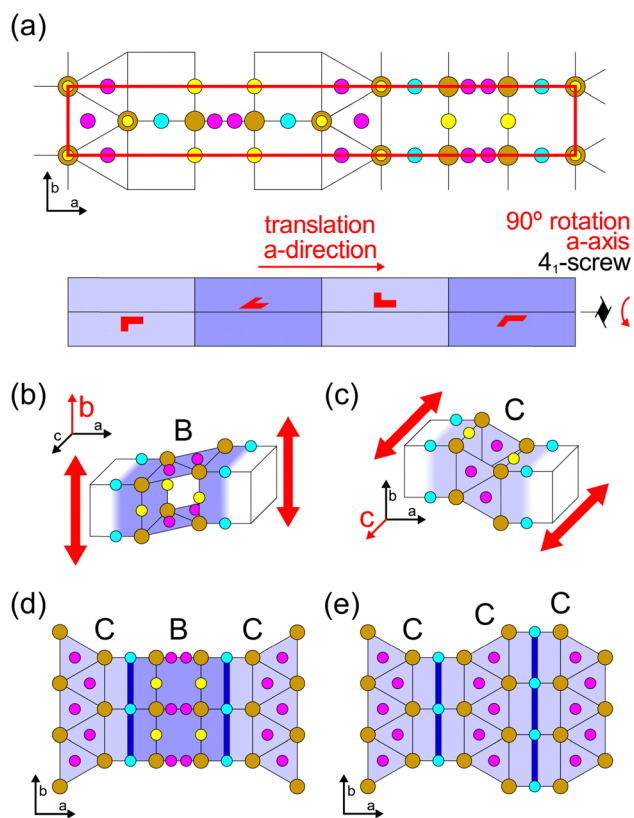 (a)
b
a
translation
a-direction
90º rotation
a-axis
4₁-screw
(b)
b
c
a
B
(c)
C
b
a
c
(d)
C B C
b
a
(e)
C C C
b
a